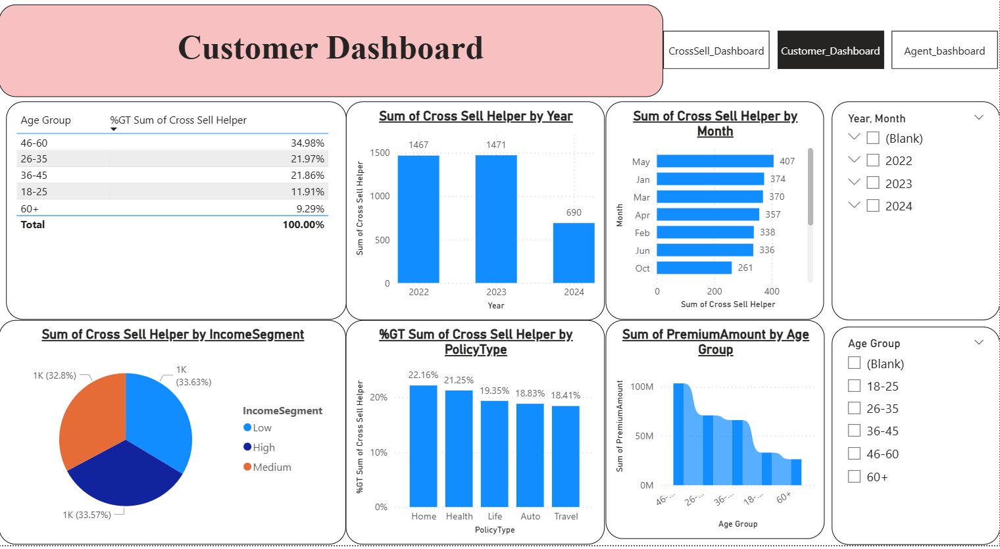 Customer Dashboard
CrossSell_Dashboard
Customer_Dashboard
Agent_bashboard
Age Group %GT Sum of Cross Sell Helper
46-60 34.98%
26-35 21.97%
36-45 21.86%
18-25 11.91%
60+ 9.29%
Total 100.00%
Sum of Cross Sell Helper by Year
Sum of Cross Sell Helper
1500
1000
500
0
1467
1471
690
2022 2023 2024
Year
Sum of Cross Sell Helper by
Month
Month
May 407
Jan 374
Mar 370
Apr 357
Feb 338
Jun 336
Oct 261
0 200 400
Sum of Cross Sell Helper
Year, Month
(Blank)
2022
2023
2024
Sum of Cross Sell Helper by IncomeSegment
1K
(33.63%)
1K (32.8%)
1K (33.57%)
IncomeSegment
Low
High
Medium
%GT Sum of Cross Sell Helper by
PolicyType
%GT Sum of Cross Sell Helper
20%
10%
0%
22.16% 21.25% 19.35% 18.83% 18.41%
Home Health Life Auto Travel
PolicyType
Sum of PremiumAmount by Age
Group
Sum of PremiumAmount
100M
50M
0M
46-... 26-... 36-... 18-... 60+
Age Group
Age Group
(Blank)
18-25
26-35
36-45
46-60
60+